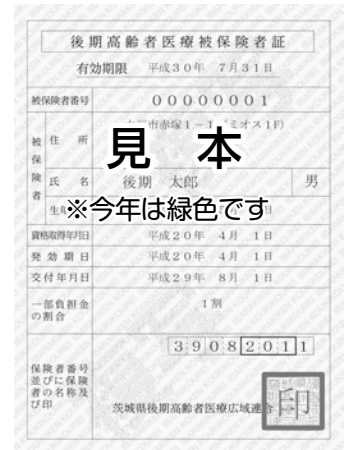 後期高齢者医療被保険者証
有効期限 平成30年 7月31日
被保険者番号 00000001
被保険者
住所 市赤塚1－1(ミオス1F)
見本
氏名 後期 太郎 男
※今年は緑色です
資格取得年月日 平成20年 4月 1日
発効期日 平成20年 4月 1日
交付年月日 平成29年 8月 1日
一部負担金の割合 1割
39082011
保険者番号並びに保険者の名称及び印
茨城県後期高齢者医療広域連合
印